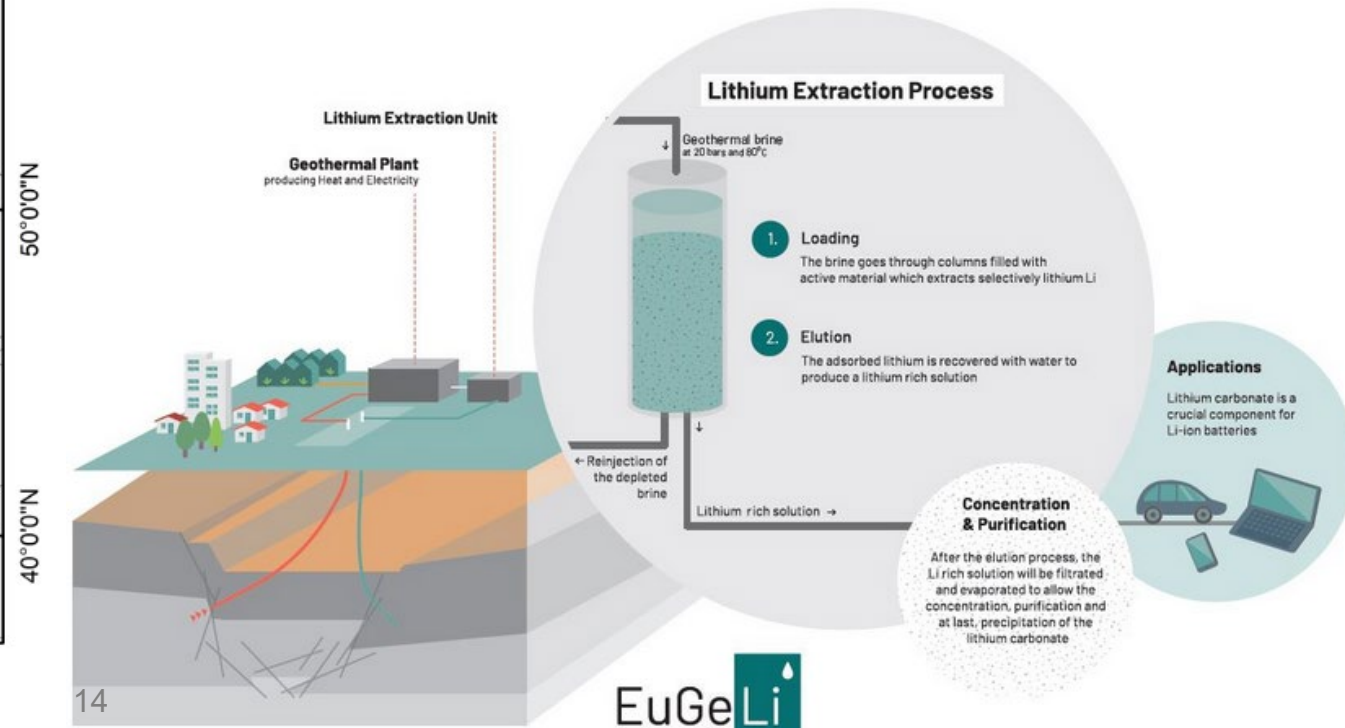 50°0'0"N
40°0'0"N
Lithium Extraction Unit
Geothermal Plant
producing Heat and Electricity
Lithium Extraction Process
Geothermal brine
at 20 bars and 80°C
1.
Loading
The brine goes through columns filled with
active material which extracts selectively lithium Li
2.
Elution
The adsorbed lithium is recovered with water to
produce a lithium rich solution
← Reinjection of
the depleted
brine
Lithium rich solution →
Concentration
& Purification
After the elution process, the
Li rich solution will be filtrated
and evaporated to allow the
concentration, purification and
at last, precipitation of the
lithium carbonate
Applications
Lithium carbonate is a
crucial component for
Li-ion batteries
14
EuGeLi